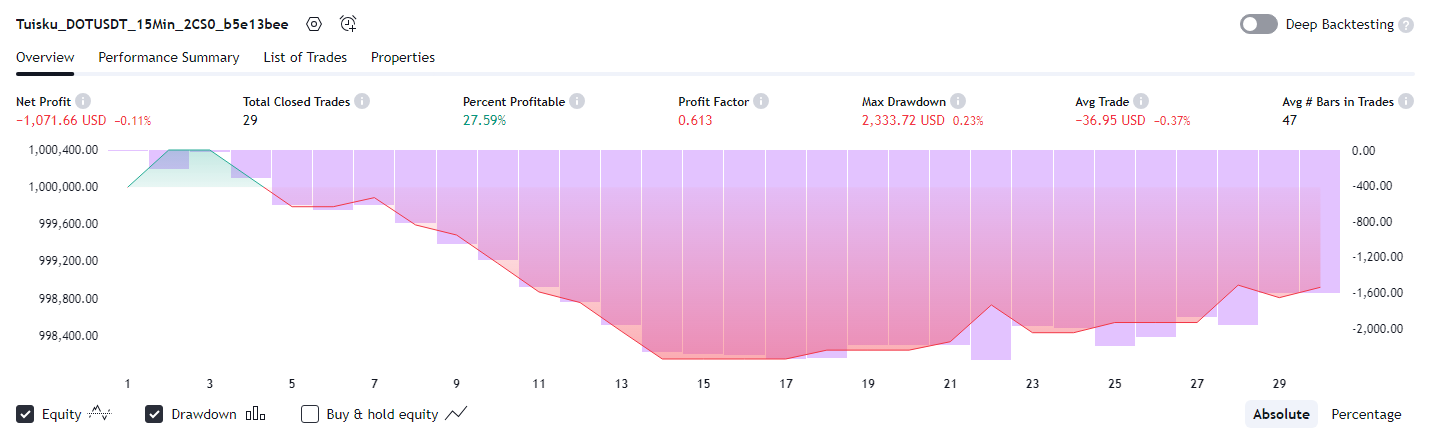 Tuisku_DOTUSDT_15Min_2CS0_b5e13bee Deep Backtesting ?
Overview Performance Summary List of Trades Properties
Net Profit Total Closed Trades Percent Profitable Profit Factor Max Drawdown Avg Trade Avg # Bars in Trades
−1,071.66 USD −0.11% 29 27.59% 0.613 2,333.72 USD 0.23% −36.95 USD −0.37% 47
1,000,400.00 0.00
1,000,000.00 -400.00
999,600.00 -800.00
999,200.00 -1,200.00
998,800.00 -1,600.00
998,400.00 -2,000.00
1 3 5 7 9 11 13 15 17 19 21 23 25 27 29
Equity Drawdown Buy & hold equity Absolute Percentage